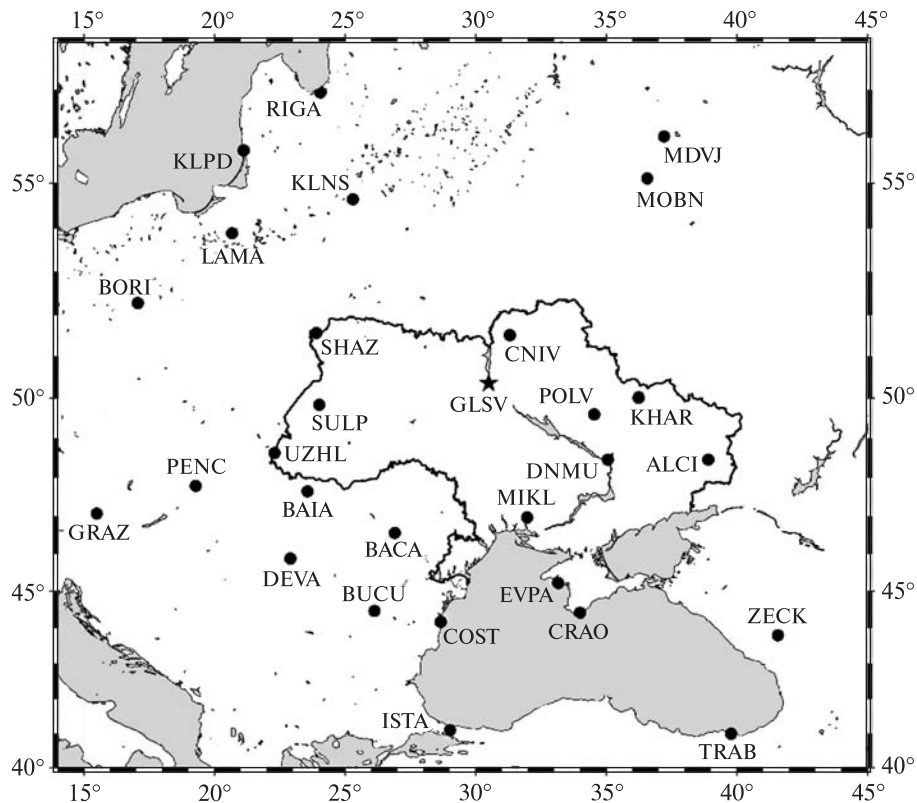 15° 20° 25° 30° 35° 40° 45°
RIGA
MDVJ
KLPD
KLNS
55° 55°
MOBN
LAMA
BORI
SHAZ
CNIV
GLSV
POLV
50° 50°
KHAR
SULP
UZHL
PENC
DNMU
ALCI
BAIA
MIKL
GRAZ
BACA
DEVA
BUCU
EVPA
45° 45°
COST
CRAO
ZECK
ISTA
TRAB
40° 40°
15° 20° 25° 30° 35° 40° 45°